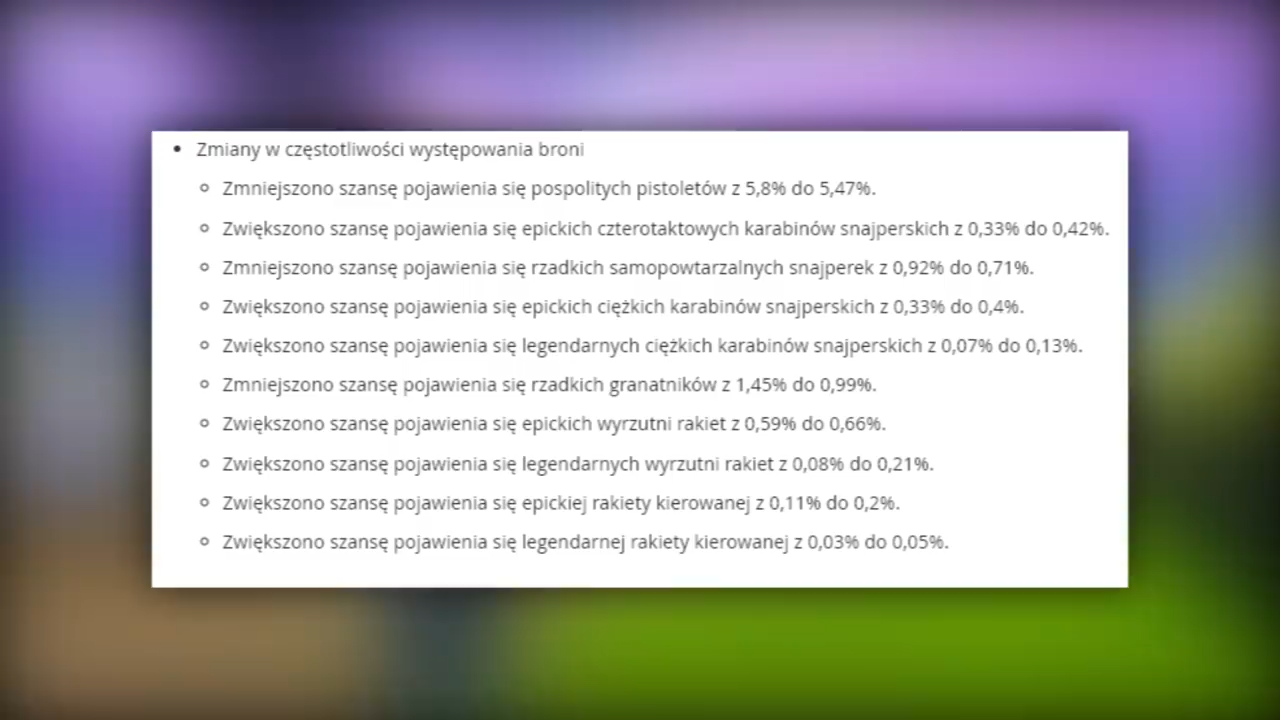 Zmiany w częstotliwości występowania broni
Zmniejszono szansę pojawienia się pospolitych pistoletów z 5,8% do 5,47%.
Zwiększono szansę pojawienia się epickich czterotaktowych karabinów snajperskich z 0,33% do 0,42%.
Zmniejszono szansę pojawienia się rzadkich samopowtarzalnych snajperek z 0,92% do 0,71%.
Zwiększono szansę pojawienia się epickich ciężkich karabinów snajperskich z 0,33% do 0,4%.
Zwiększono szansę pojawienia się legendarnych ciężkich karabinów snajperskich z 0,07% do 0,13%.
Zmniejszono szansę pojawienia się rzadkich granatników z 1,45% do 0,99%.
Zwiększono szansę pojawienia się epickich wyrzutni rakiet z 0,59% do 0,66%.
Zwiększono szansę pojawienia się legendarnych wyrzutni rakiet z 0,08% do 0,21%.
Zwiększono szansę pojawienia się epickiej rakiety kierowanej z 0,11% do 0,2%.
Zwiększono szansę pojawienia się legendarnej rakiety kierowanej z 0,03% do 0,05%.